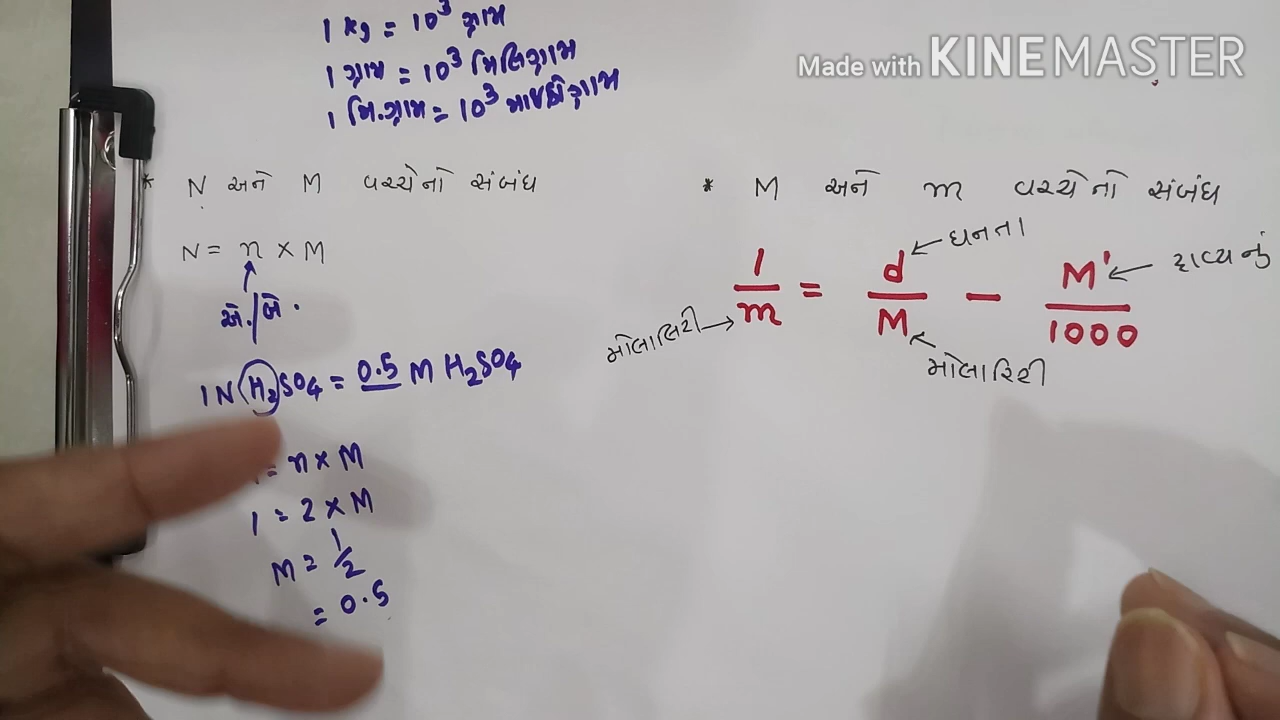 1 kg = 10³ ગ્રામ
1 ગ્રામ = 10³ મિલિગ્રામ
1 મિ.ગ્રામ = 10³ માઇક્રોગ્રામ
Made with KINEMASTER
* N અને M વચ્ચેનો સંબંધ
N = n × M
એ./બે.
1 N H₂SO₄ = 0.5 M H₂SO₄
= n × M
1 = 2 × M
M = 1/2
= 0.5
* M અને m વચ્ચેનો સંબંધ
1/m = d/M - M'/1000
ઘનતા
દ્રાવ્યનું
મોલાલિટી
મોલારિટી